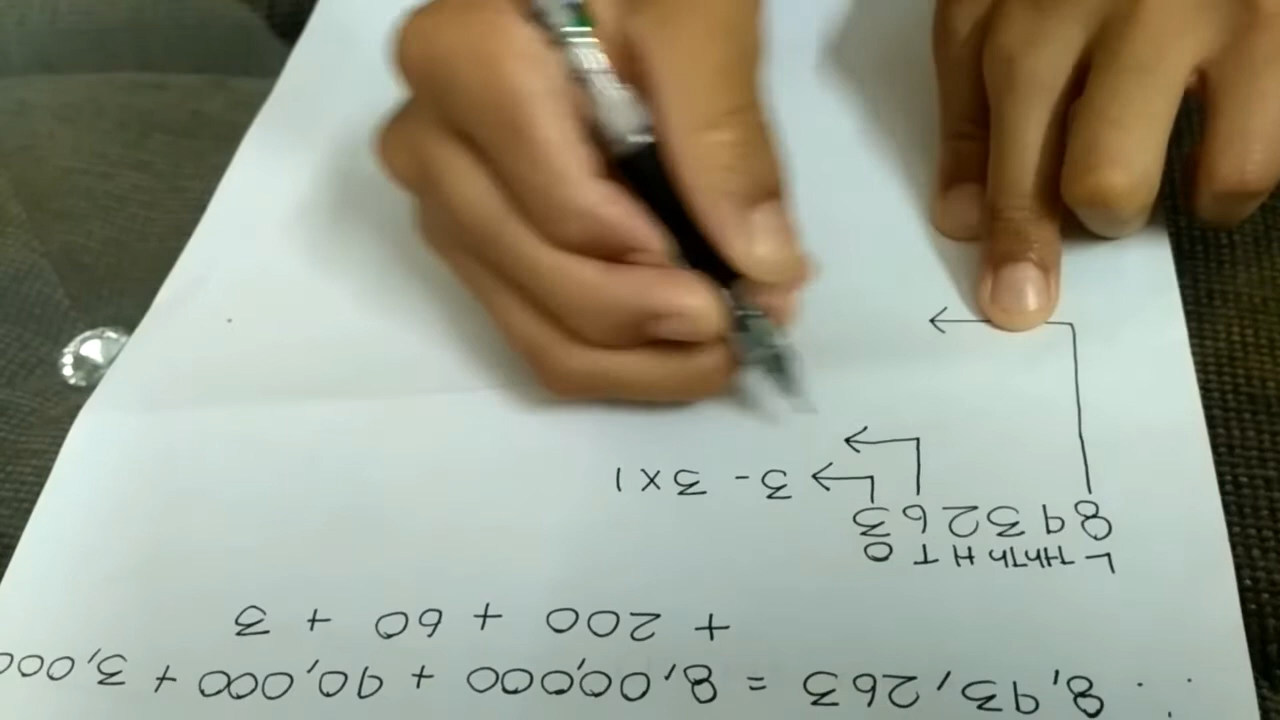 ∴ 8,93,263 = 8,00,000 + 90,000 + 3,000
+ 200 + 60 + 3
L TTh Th H T O
8 9 3 2 6 3
3 - 3 x 1